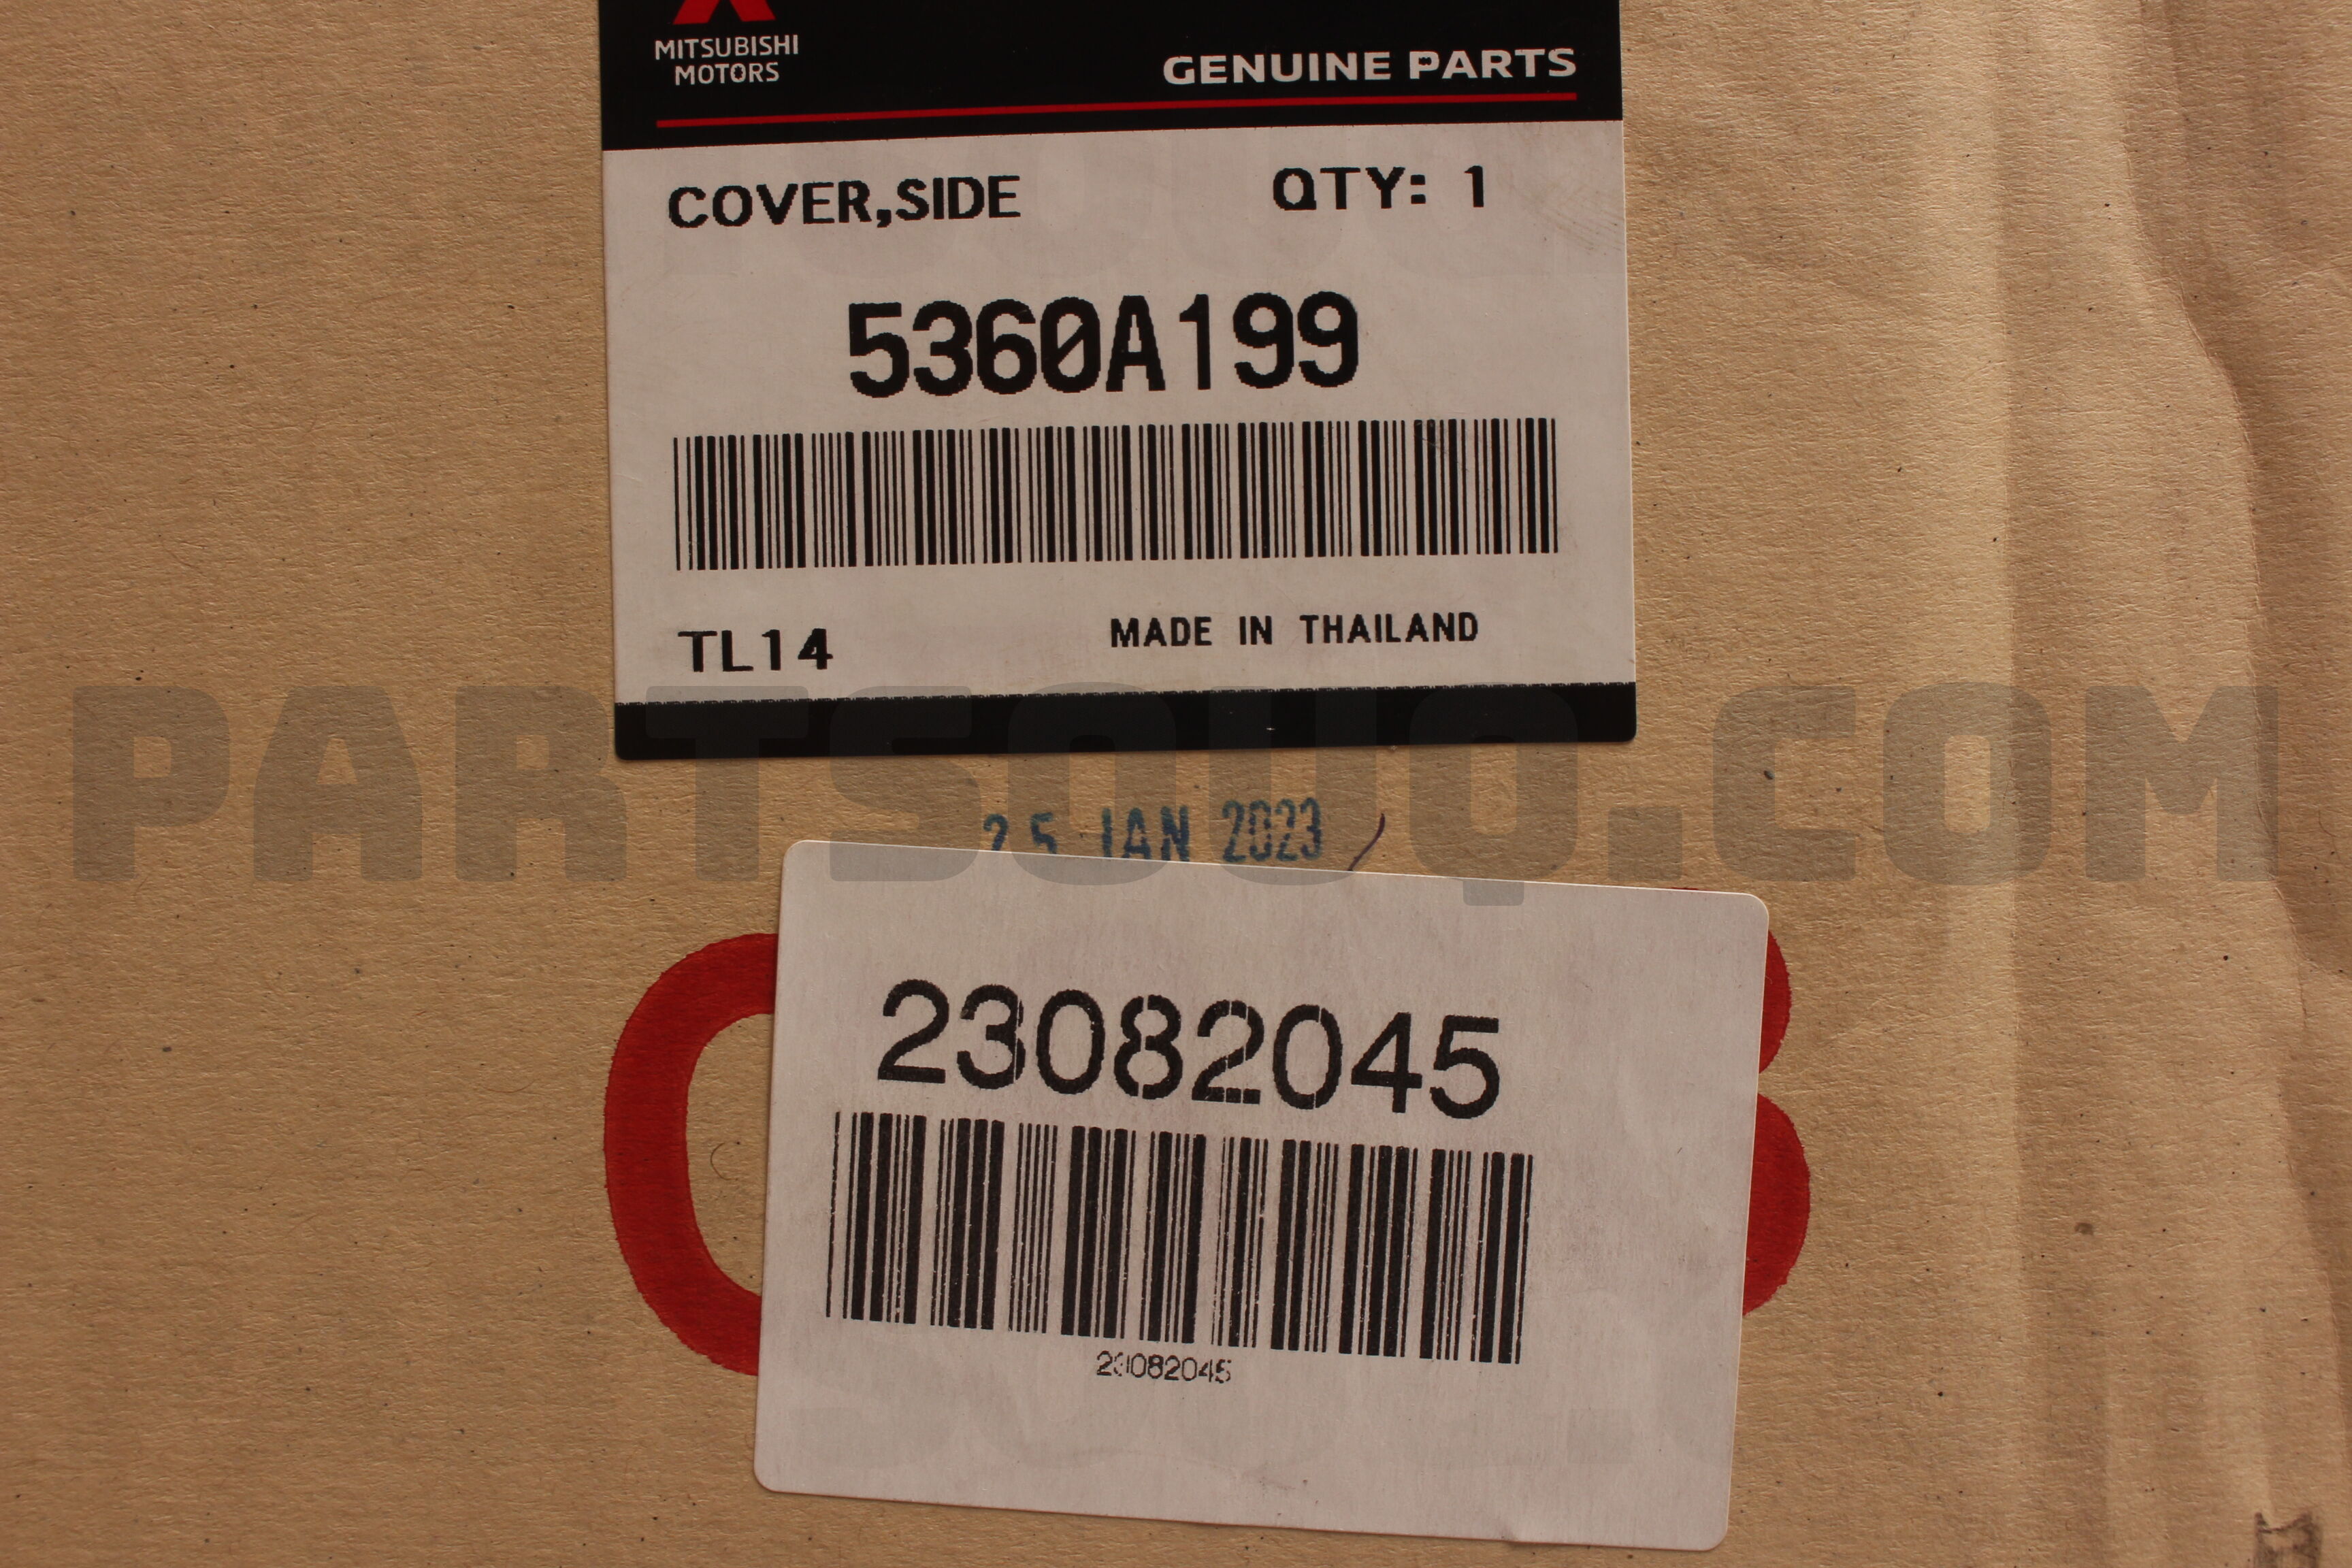 MITSUBISHI
MOTORS
GENUINE PARTS
COVER,SIDE QTY: 1
5360A199
TL14 MADE IN THAILAND
PARTSOUQ.COM
25 JAN 2023
23082045
23082045